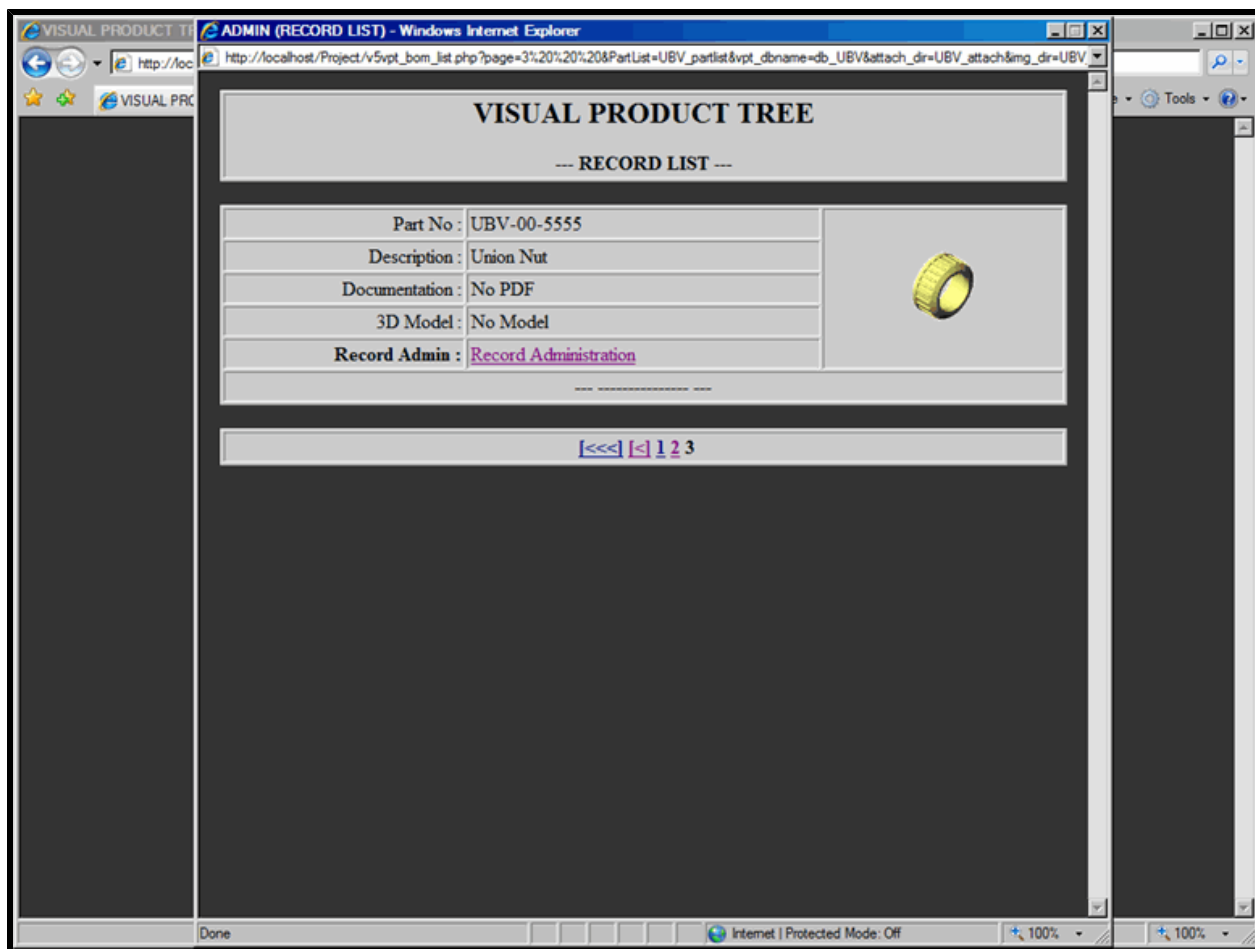 VISUAL PRODUCT TR
ADMIN (RECORD LIST) - Windows Internet Explorer
http://loc
http://localhost/Project/v5vpt_bom_list.php?page=3%20%20%20&PartList=UBV_partlist&vpt_dbname=db_UBV&attach_dir=UBV_attach&img_dir=UBV_
VISUAL PRO
Tools
VISUAL PRODUCT TREE
--- RECORD LIST ---
Part No : UBV-00-5555
Description : Union Nut
Documentation : No PDF
3D Model : No Model
Record Admin : Record Administration
--- --------------- ---
[<<<] [<] 1 2 3
Done
Internet | Protected Mode: Off
100%
100%